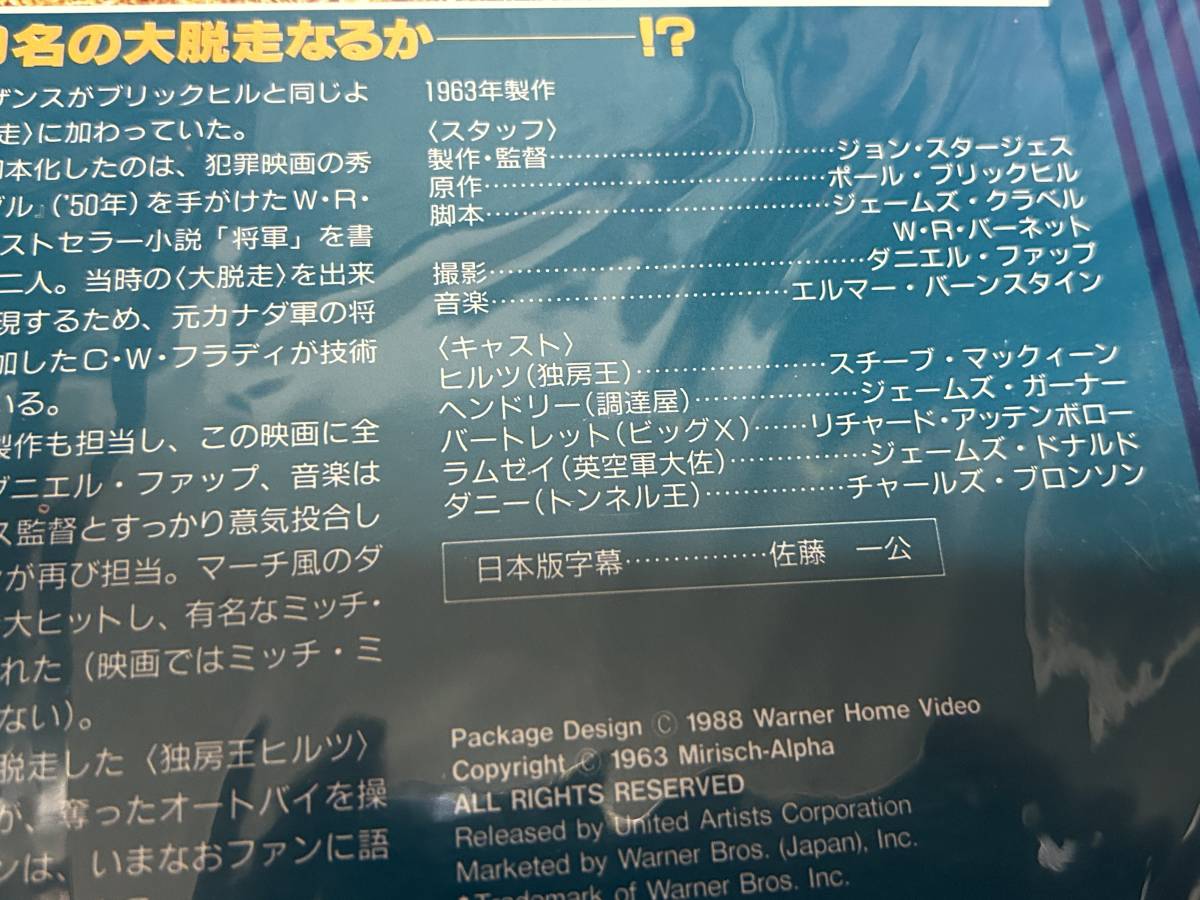 名の大脱走なるか――――!?
ザンスがブリックヒルと同じよ
走〉に加わっていた。
本化したのは、犯罪映画の秀
グル』('50年)を手がけたW・R・
ストセラー小説「将軍」を書
二人。当時の〈大脱走〉を出来
現するため、元カナダ軍の将
加したC・W・フラディが技術
いる。
製作も担当し、この映画に全
ダニエル・ファップ、音楽は
ス監督とすっかり意気投合し
が再び担当。マーチ風のダ
大ヒットし、有名なミッチ・
れた(映画ではミッチ・ミ
ない)。
脱走した〈独房王ヒルツ〉
が、奪ったオートバイを操
ンは、いまなおファンに語
1963年製作
〈スタッフ〉
製作・監督……………………ジョン・スタージェス
原作……………………ポール・ブリックヒル
脚本……………………ジェームズ・クラベル
W・R・バーネット
撮影……………………ダニエル・ファップ
音楽……………………エルマー・バーンスタイン
〈キャスト〉
ヒルツ(独房王)……………スチーブ・マックィーン
ヘンドリー(調達屋)…………ジェームズ・ガーナー
バートレット(ビッグX)……リチャード・アッテンボロー
ラムゼイ(英空軍大佐)…………ジェームズ・ドナルド
ダニー(トンネル王)…………チャールズ・ブロンソン
日本版字幕……………佐藤 一公
Package Design © 1988 Warner Home Video
Copyright © 1963 Mirisch-Alpha
ALL RIGHTS RESERVED
Released by United Artists Corporation
Marketed by Warner Bros. (Japan), Inc.
*Trademark of Warner Bros. Inc.